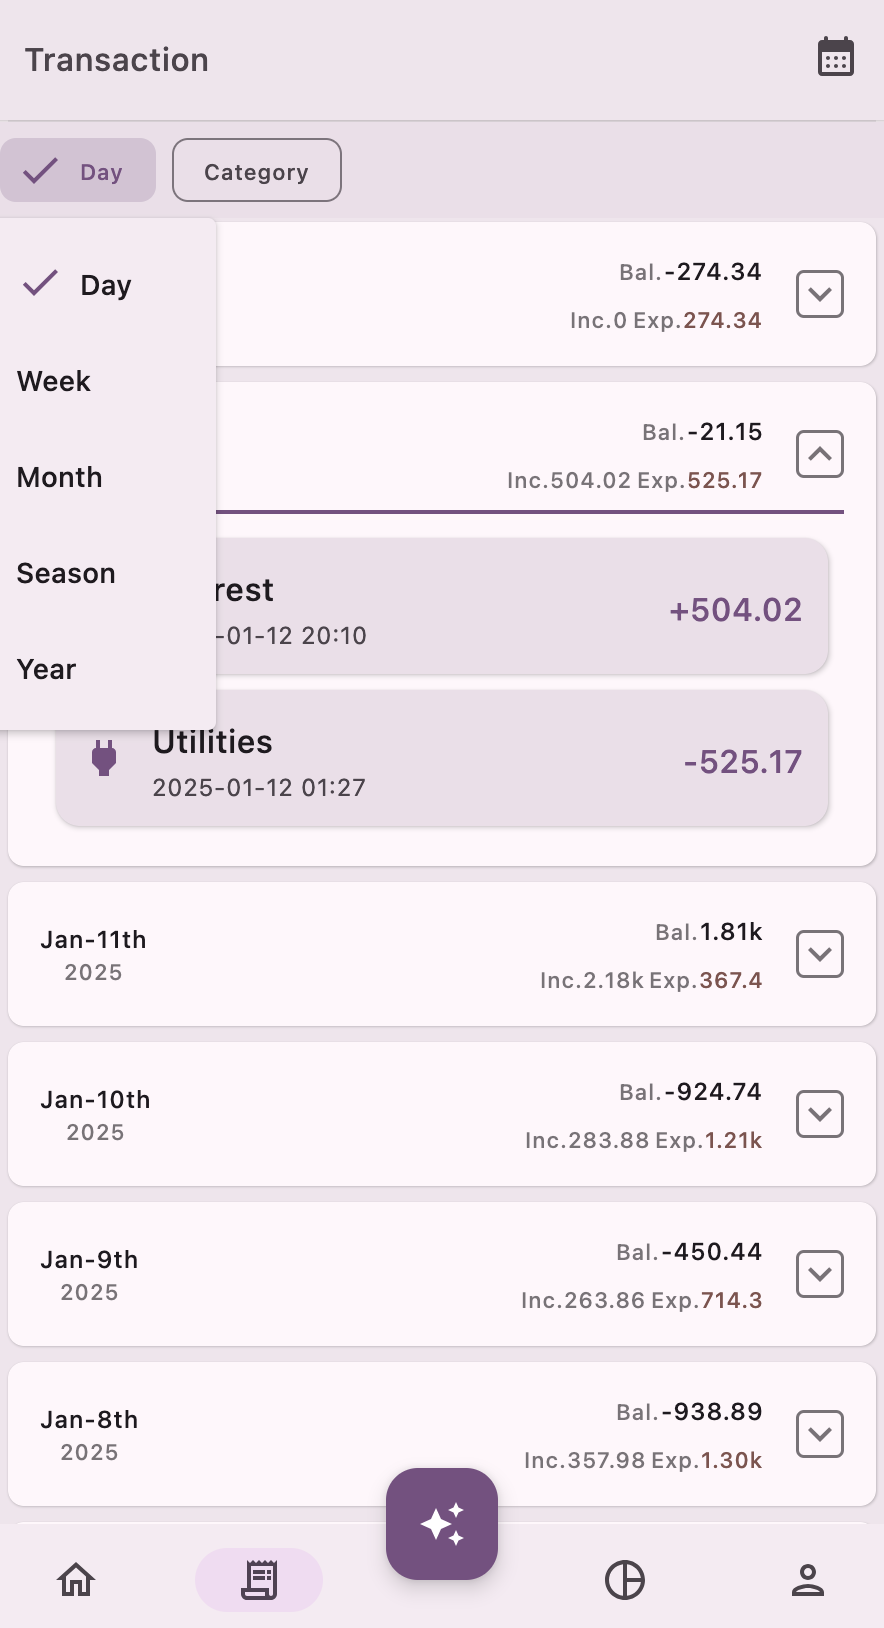 Transaction
Day
Category
Day
Week
Month
Season
Year
Bal.-274.34
Inc.0 Exp.274.34
Bal.-21.15
Inc.504.02 Exp.525.17
rest
-01-12 20:10
+504.02
Utilities
2025-01-12 01:27
-525.17
Jan-11th
2025
Bal.1.81k
Inc.2.18k Exp.367.4
Jan-10th
2025
Bal.-924.74
Inc.283.88 Exp.1.21k
Jan-9th
2025
Bal.-450.44
Inc.263.86 Exp.714.3
Jan-8th
2025
Bal.-938.89
Inc.357.98 Exp.1.30k